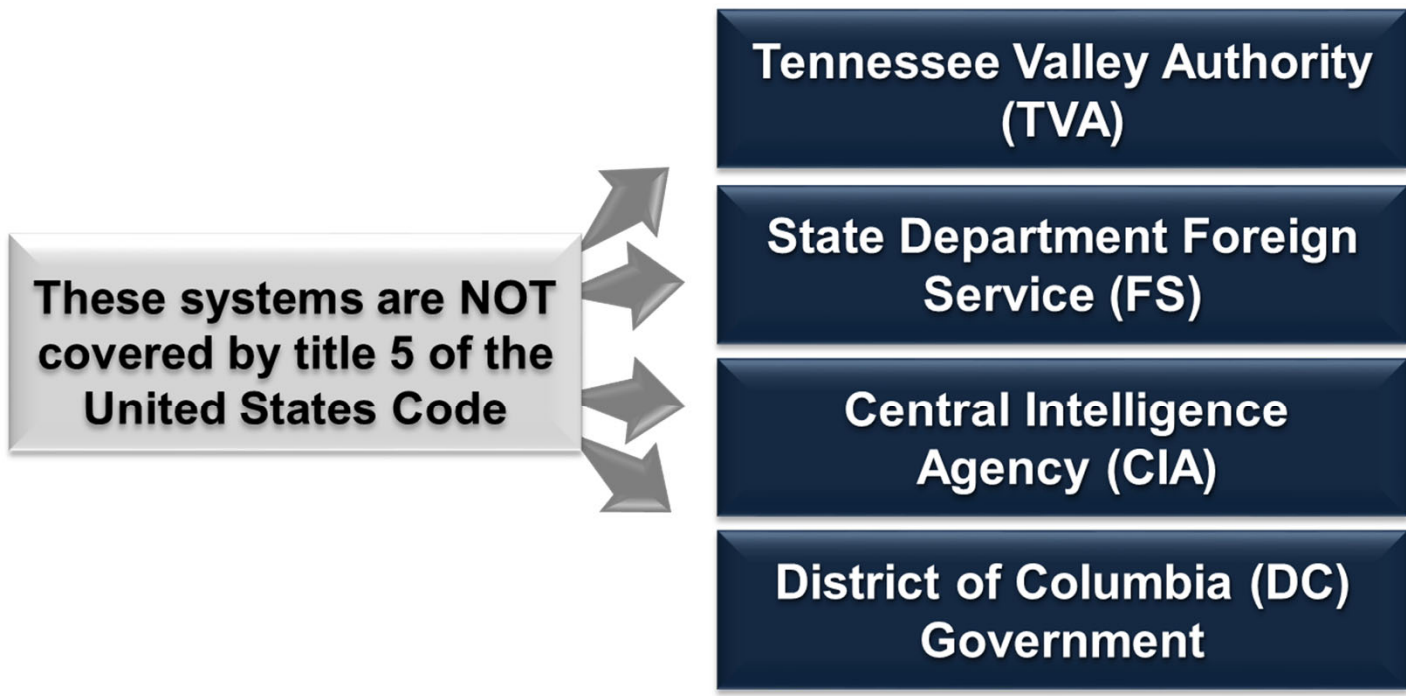 These systems are NOT
covered by title 5 of the
United States Code
Tennessee Valley Authority
(TVA)
State Department Foreign
Service (FS)
Central Intelligence
Agency (CIA)
District of Columbia (DC)
Government